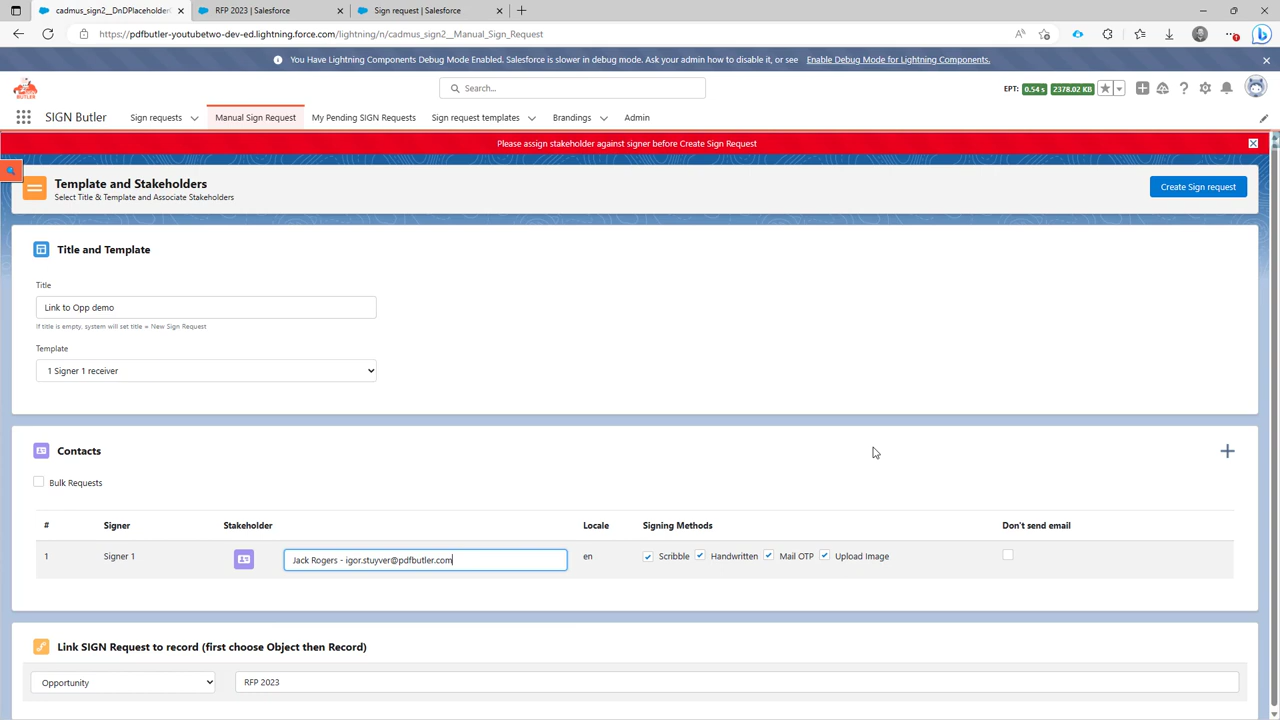 cadmus_sign2__DnDPlaceholder
RFP 2023 | Salesforce
Sign request | Salesforce
https://pdfbutler-youtubetwo-dev-ed.lightning.force.com/lightning/n/cadmus_sign2__Manual_Sign_Request
You Have Lightning Components Debug Mode Enabled. Salesforce is slower in debug mode. Ask your admin how to disable it, or see Enable Debug Mode for Lightning Components.
BUTLER
Search...
EPT: 0.54 s 2378.02 KB
SIGN Butler
Sign requests
Manual Sign Request
My Pending SIGN Requests
Sign request templates
Brandings
Admin
Please assign stakeholder against signer before Create Sign Request
Template and Stakeholders
Select Title & Template and Associate Stakeholders
Create Sign request
Title and Template
Title
Link to Opp demo
If title is empty, system will set title = New Sign Request
Template
1 Signer 1 receiver
Contacts
Bulk Requests
# Signer Stakeholder Locale Signing Methods Don't send email
1 Signer 1 Jack Rogers - igor.stuyver@pdfbutler.com en Scribble Handwritten Mail OTP Upload Image
Link SIGN Request to record (first choose Object then Record)
Opportunity
RFP 2023